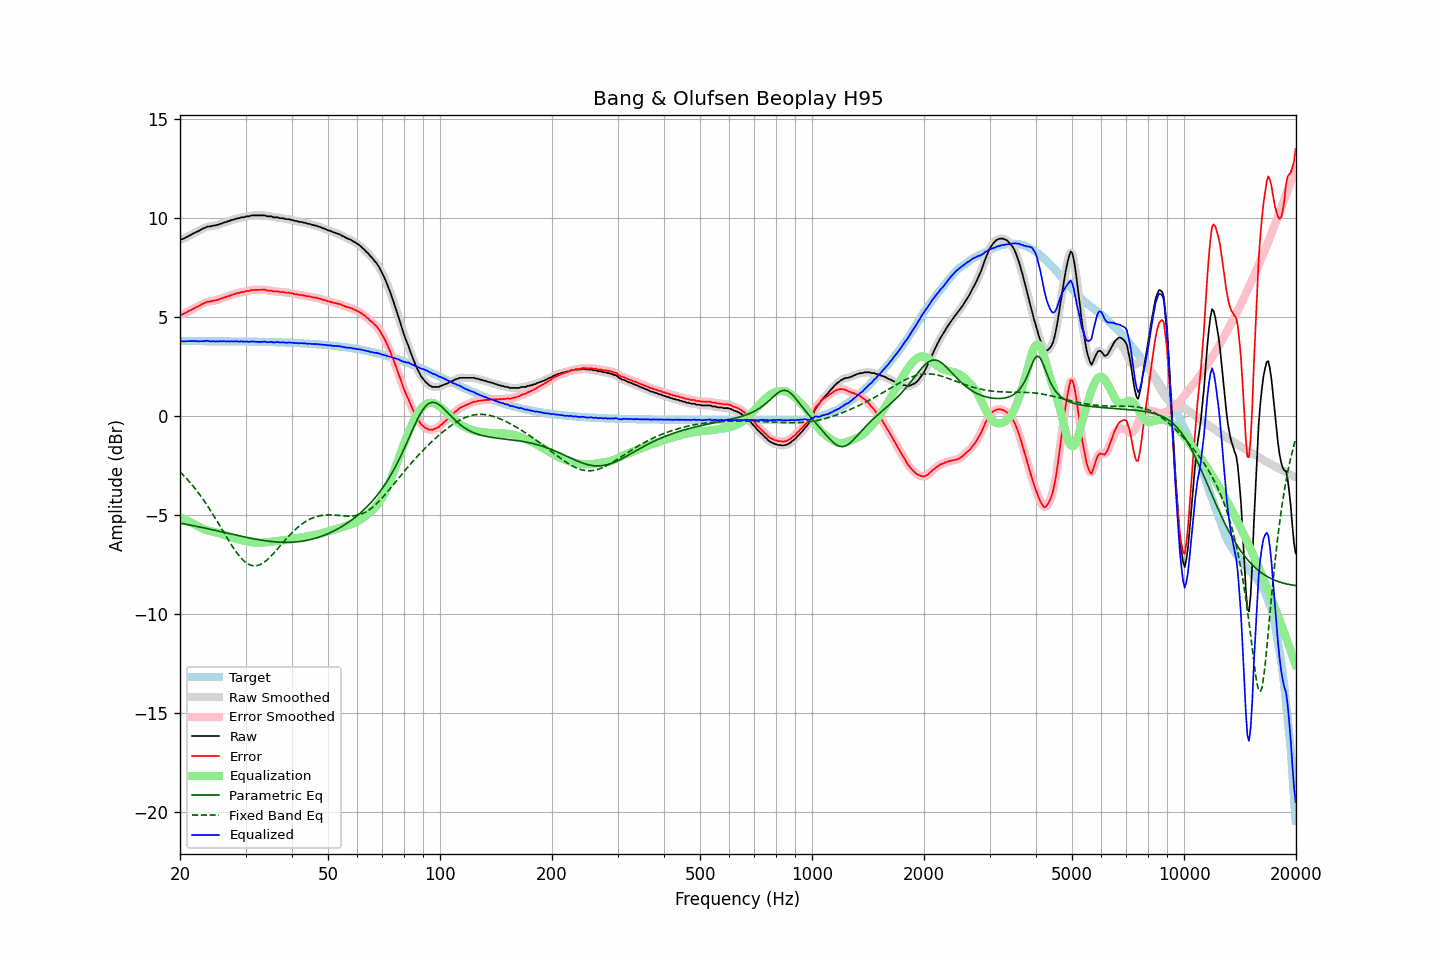 Bang & Olufsen Beoplay H95
15
10
5
0
−5
−10
−15
−20
Amplitude (dBr)
Target
Raw Smoothed
Error Smoothed
Raw
Error
Equalization
Parametric Eq
Fixed Band Eq
Equalized
20 50 100 200 500 1000 2000 5000 10000 20000
Frequency (Hz)